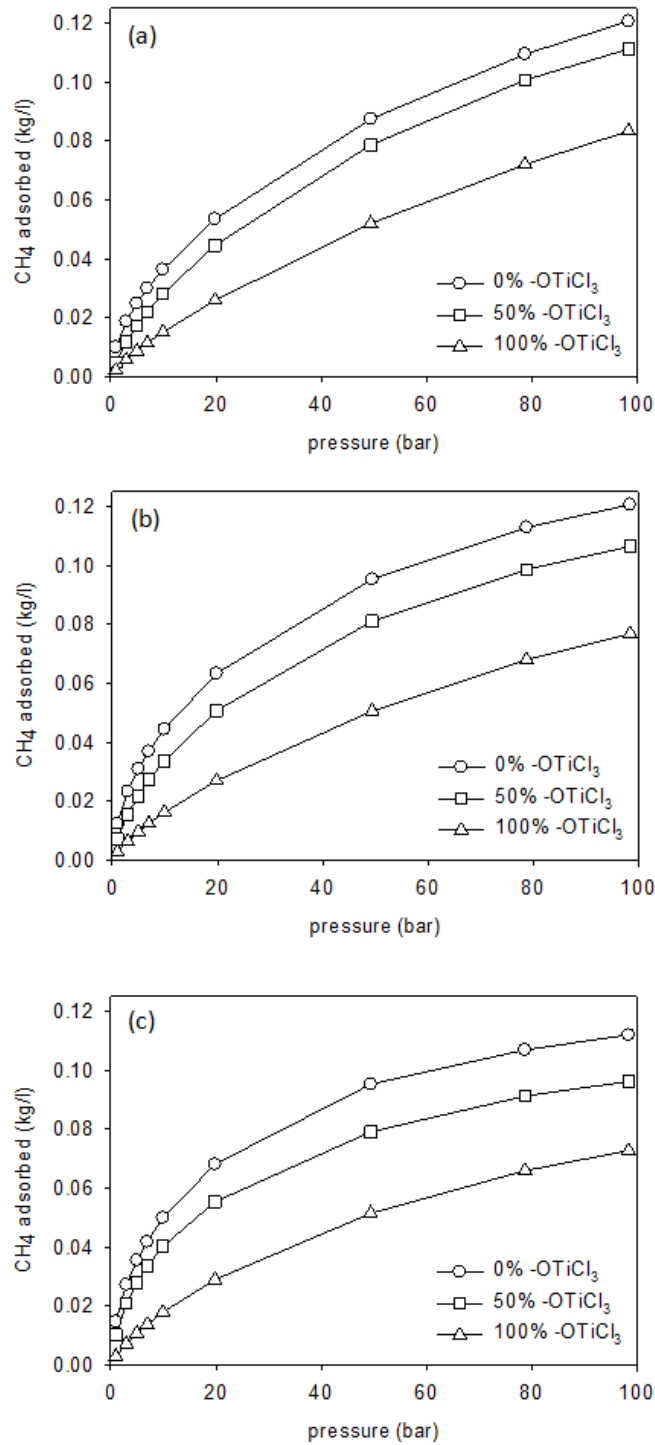 (a)
CH4 adsorbed (kg/l)
0.12
0.10
0.08
0.06
0.04
0.02
0.00
0% -OTiCl3
50% -OTiCl3
100% -OTiCl3
0 20 40 60 80 100
pressure (bar)
(b)
CH4 adsorbed (kg/l)
0.12
0.10
0.08
0.06
0.04
0.02
0.00
0% -OTiCl3
50% -OTiCl3
100% -OTiCl3
0 20 40 60 80 100
pressure (bar)
(c)
CH4 adsorbed (kg/l)
0.12
0.10
0.08
0.06
0.04
0.02
0.00
0% -OTiCl3
50% -OTiCl3
100% -OTiCl3
0 20 40 60 80 100
pressure (bar)